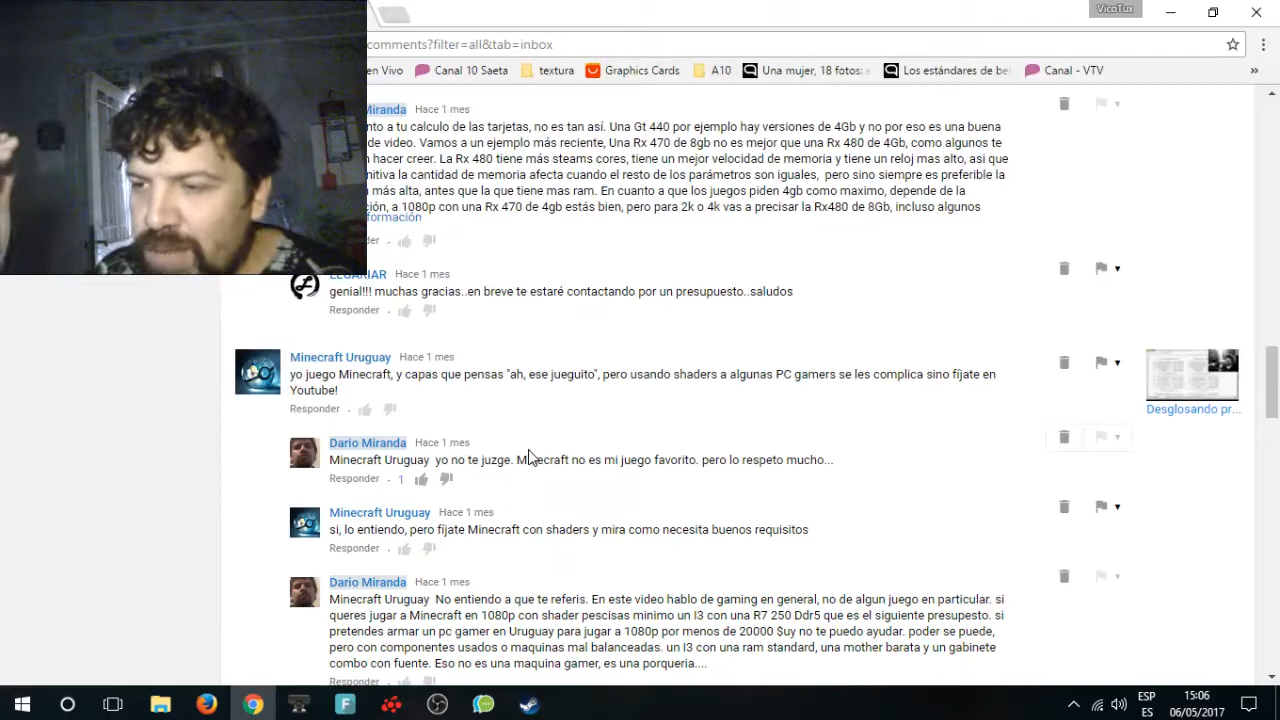 VicoTux
comments?filter=all&tab=inbox
en Vivo
Canal 10 Saeta
textura
Graphics Cards
A10
Una mujer, 18 fotos:
Los estándares de bel
Canal - VTV
»
Miranda Hace 1 mes
nto a tu calculo de las tarjetas, no es tan así. Una Gt 440 por ejemplo hay versiones de 4Gb y no por eso es una buena
de video. Vamos a un ejemplo más reciente, Una Rx 470 de 8gb no es mejor que una Rx 480 de 4Gb, como algunos te
n hacer creer. La Rx 480 tiene más steams cores, tiene un mejor velocidad de memoria y tiene un reloj mas alto, asi que
mitiva la cantidad de memoria afecta cuando el resto de los parámetros son iguales, pero sino siempre es preferible la
más alta, antes que la que tiene mas ram. En cuanto a que los juegos piden 4gb como maximo, depende de la
ción, a 1080p con una Rx 470 de 4gb estás bien, pero para 2k o 4k vas a precisar la Rx480 de 8Gb, incluso algunos
formación
der
Hace 1 mes
genial!!! muchas gracias..en breve te estaré contactando por un presupuesto..saludos
Responder
Minecraft Uruguay Hace 1 mes
yo juego Minecraft, y capas que pensas "ah, ese jueguito", pero usando shaders a algunas PC gamers se les complica sino fíjate en
Youtube!
Responder
Desglosando pr...
Dario Miranda Hace 1 mes
Minecraft Uruguay yo no te juzge. Minecraft no es mi juego favorito. pero lo respeto mucho...
Responder 1
Minecraft Uruguay Hace 1 mes
si, lo entiendo, pero fíjate Minecraft con shaders y mira como necesita buenos requisitos
Responder
Dario Miranda Hace 1 mes
Minecraft Uruguay No entiendo a que te referis. En este video hablo de gaming en general, no de algun juego en particular. si
queres jugar a Minecraft en 1080p con shader pescisas minimo un I3 con una R7 250 Ddr5 que es el siguiente presupesto. si
pretendes armar un pc gamer en Uruguay para jugar a 1080p por menos de 20000 $uy no te puedo ayudar. poder se puede,
pero con componentes usados o maquinas mal balanceadas. un I3 con una ram standard, una mother barata y un gabinete
combo con fuente. Eso no es una maquina gamer, es una porqueria....
Responder
ESP
ES
15:06
06/05/2017